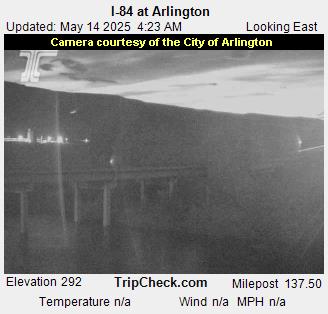 I-84 at Arlington
Updated: May 14 2025 4:23 AM Looking East
Camera courtesy of the City of Arlington
Elevation 292 TripCheck.com Milepost 137.50
Temperature n/a Wind n/a MPH n/a